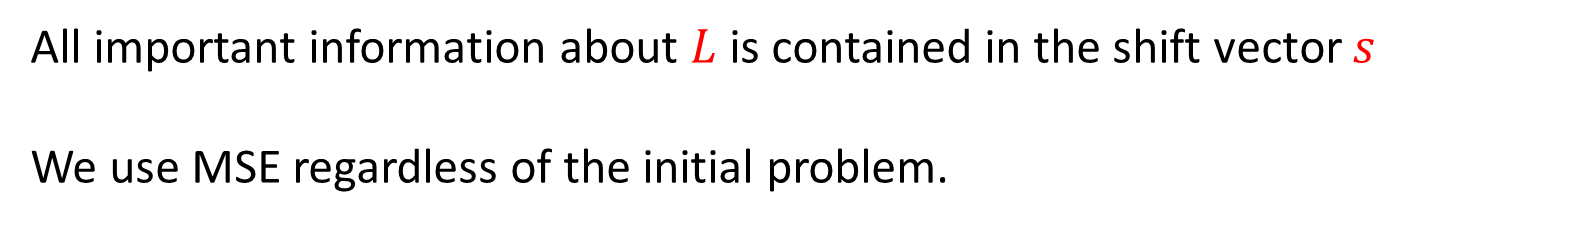 All important information about L is contained in the shift vector s
We use MSE regardless of the initial problem.